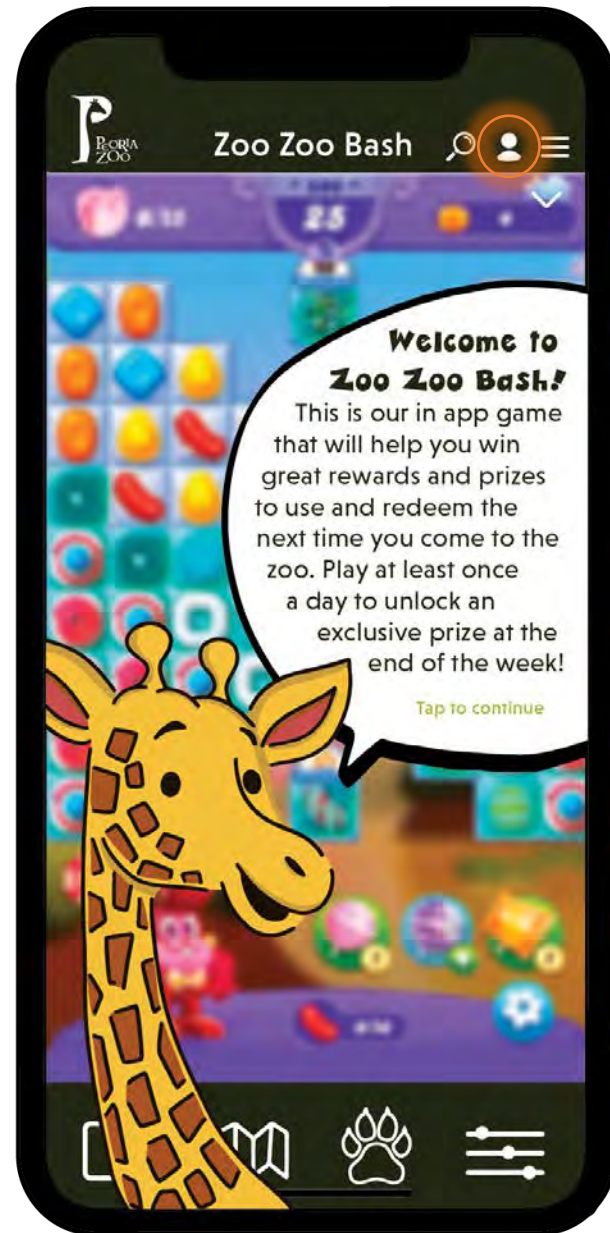 PEORIA
ZOO
Zoo Zoo Bash
25
Welcome to
Zoo Zoo Bash!
This is our in app game
that will help you win
great rewards and prizes
to use and redeem the
next time you come to the
zoo. Play at least once
a day to unlock an
exclusive prize at the
end of the week!
Tap to continue